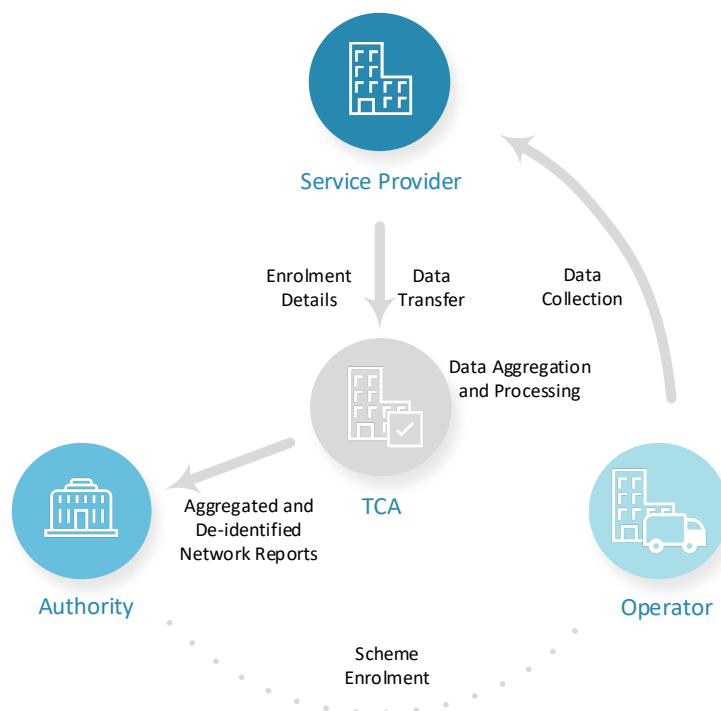 Service Provider
Enrolment
Details
Data
Transfer
Data
Collection
Data Aggregation
and Processing
TCA
Aggregated and
De-identified
Network Reports
Authority
Operator
Scheme
Enrolment